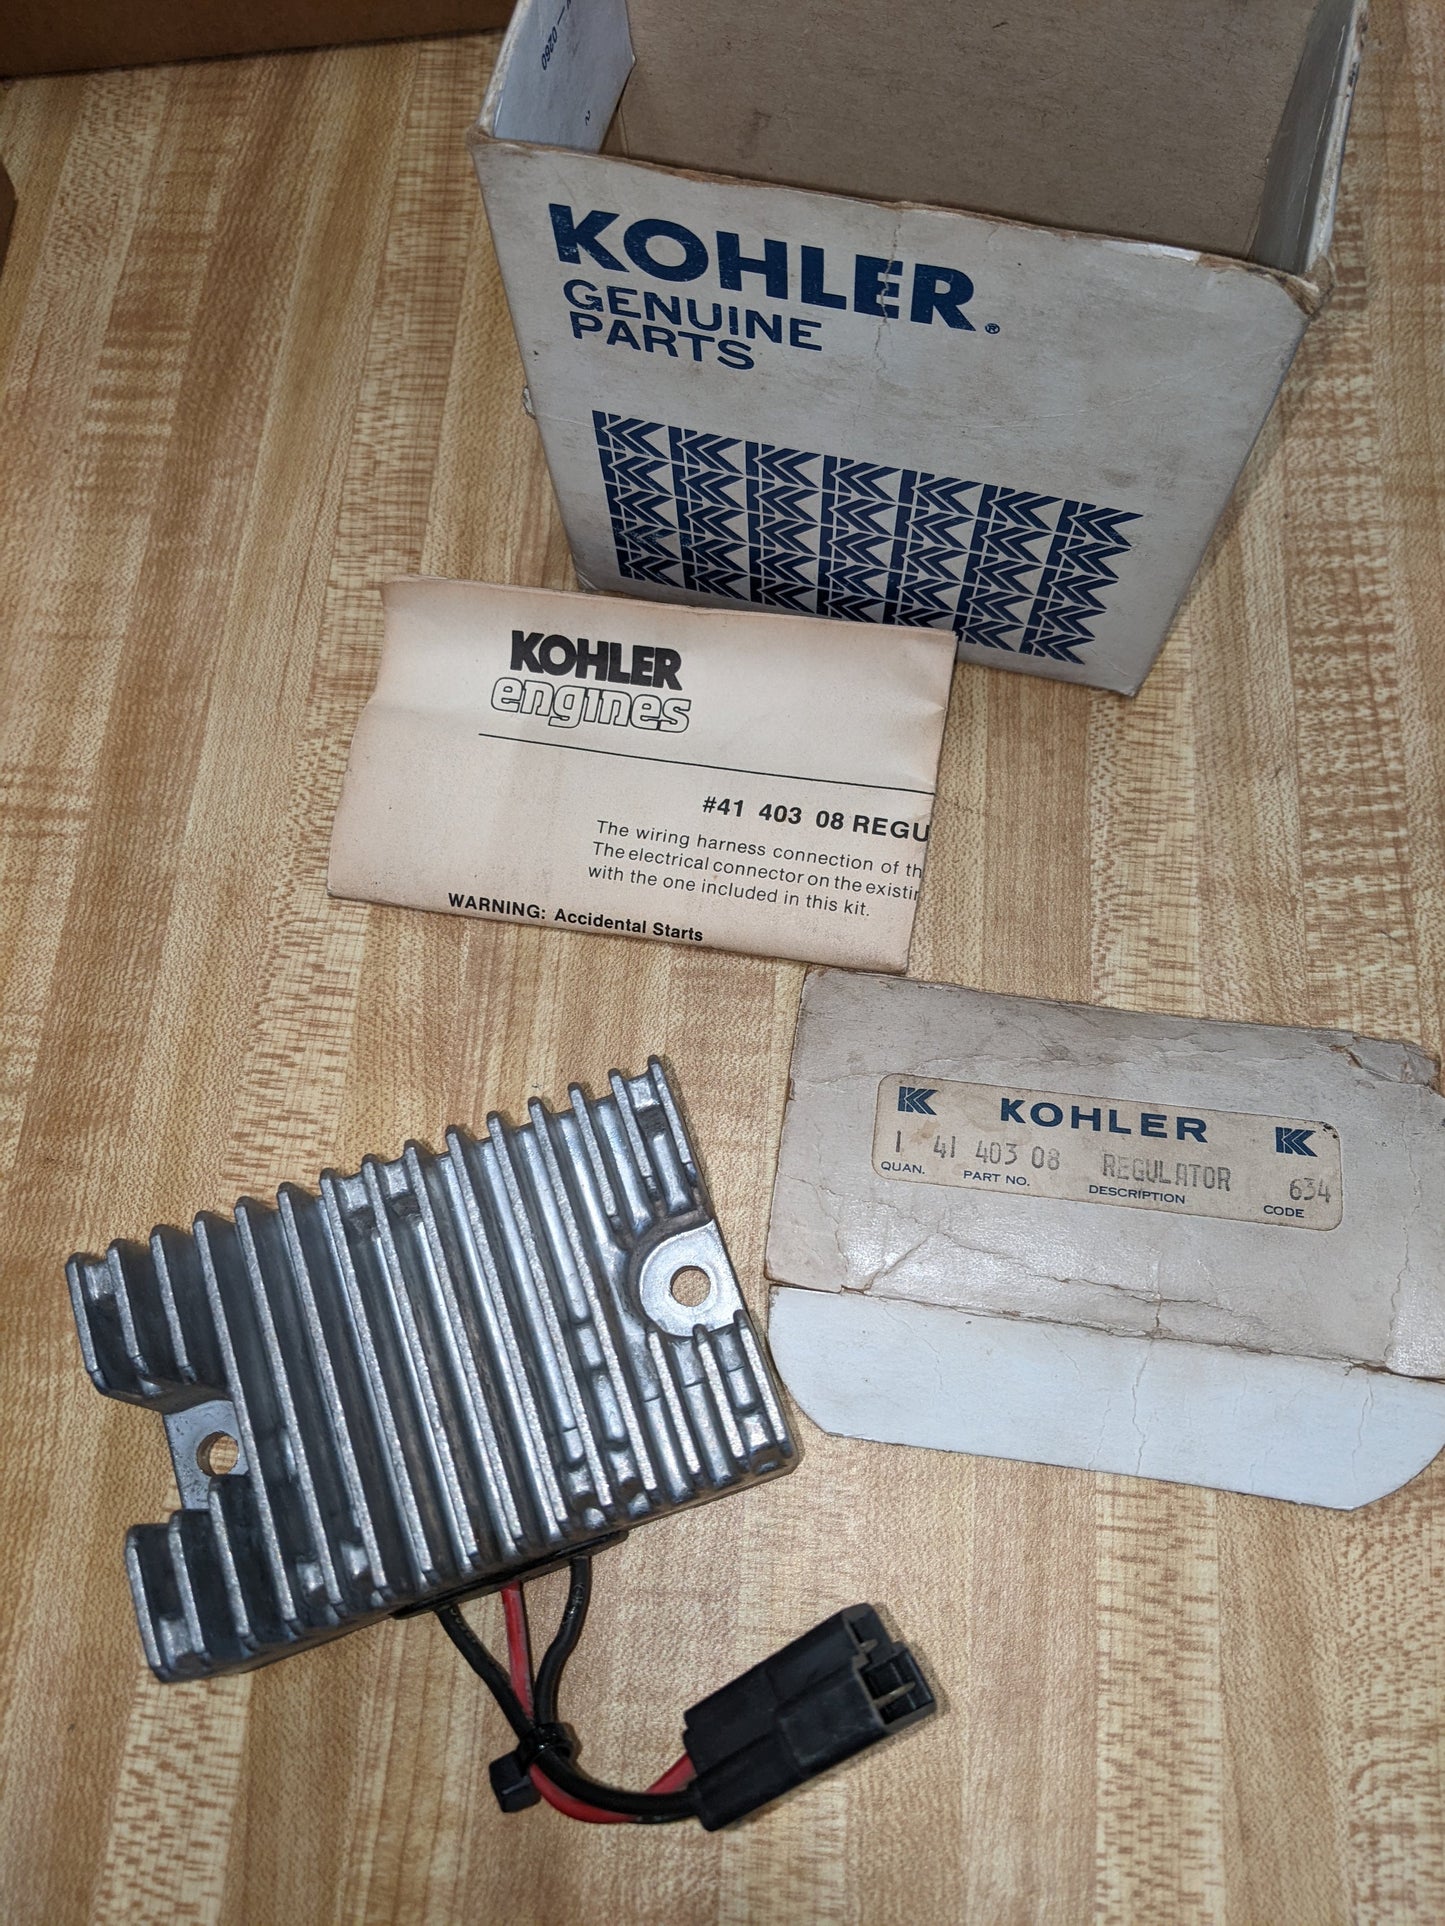 0260
2
KOHLER®
GENUINE
PARTS
KOHLER
engines
#41 403 08 REGU
The wiring harness connection of th
The electrical connector on the existin
with the one included in this kit.
WARNING: Accidental Starts
KOHLER
1 41 403 08 REGULATOR 634
QUAN. PART NO. DESCRIPTION CODE